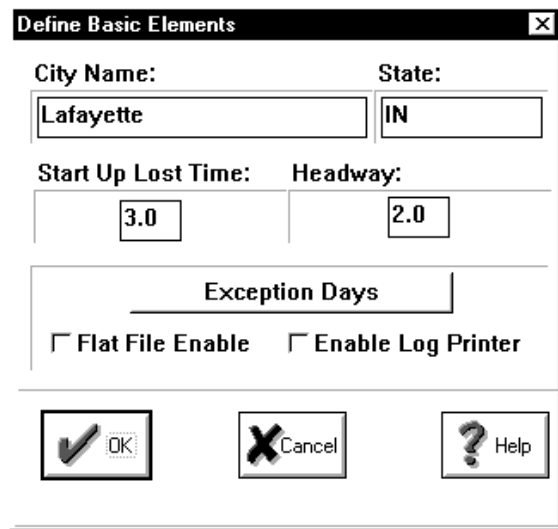 Define Basic Elements
City Name: State:
Lafayette IN
Start Up Lost Time: Headway:
3.0 2.0
Exception Days
Flat File Enable Enable Log Printer
OK Cancel Help